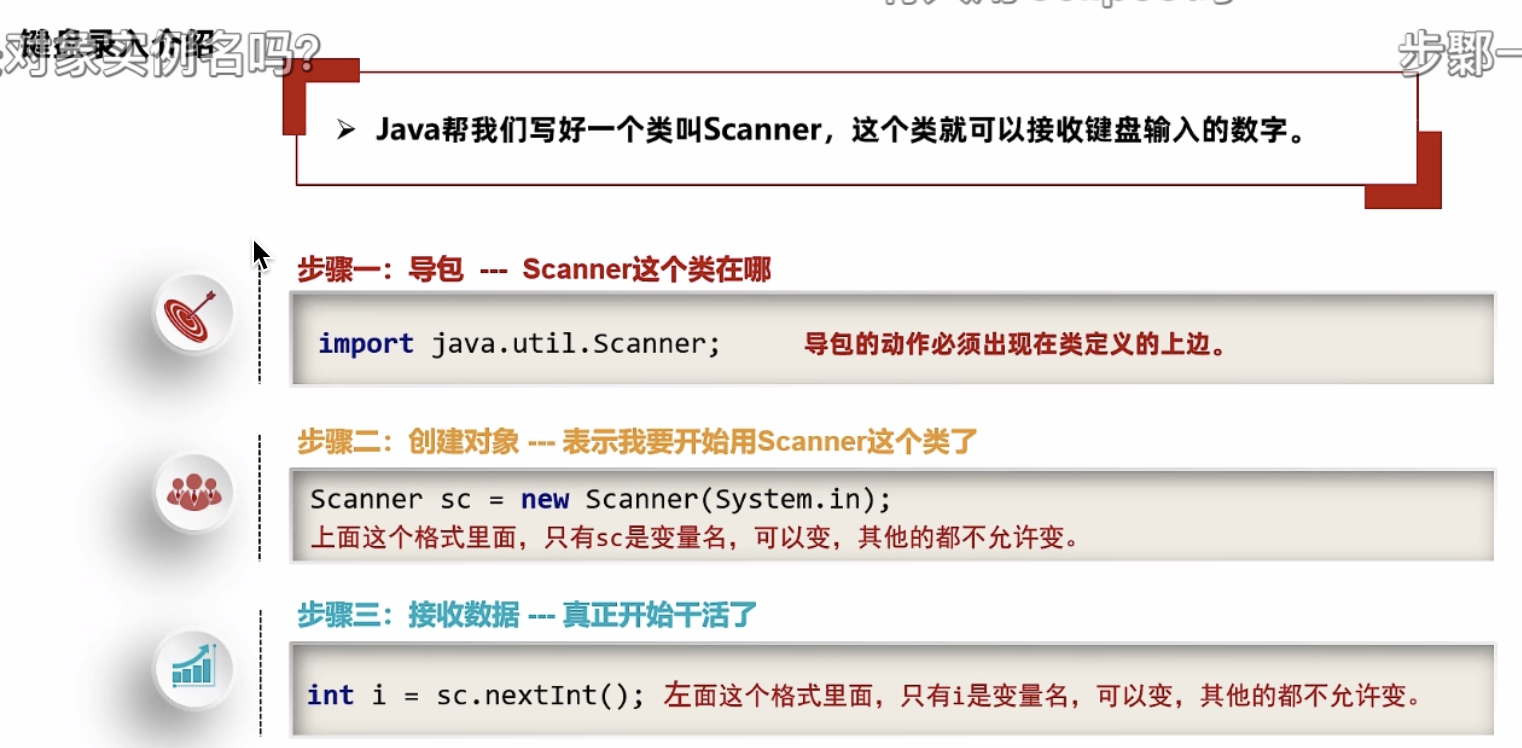 键盘录入介绍
对象实例名吗？
➢ Java帮我们写好一个类叫Scanner，这个类就可以接收键盘输入的数字。
步骤一：导包 --- Scanner这个类在哪
import java.util.Scanner; 导包的动作必须出现在类定义的上边。
步骤二：创建对象 --- 表示我要开始用Scanner这个类了
Scanner sc = new Scanner(System.in);
上面这个格式里面，只有sc是变量名，可以变，其他的都不允许变。
步骤三：接收数据 --- 真正开始干活了
int i = sc.nextInt(); 左面这个格式里面，只有i是变量名，可以变，其他的都不允许变。